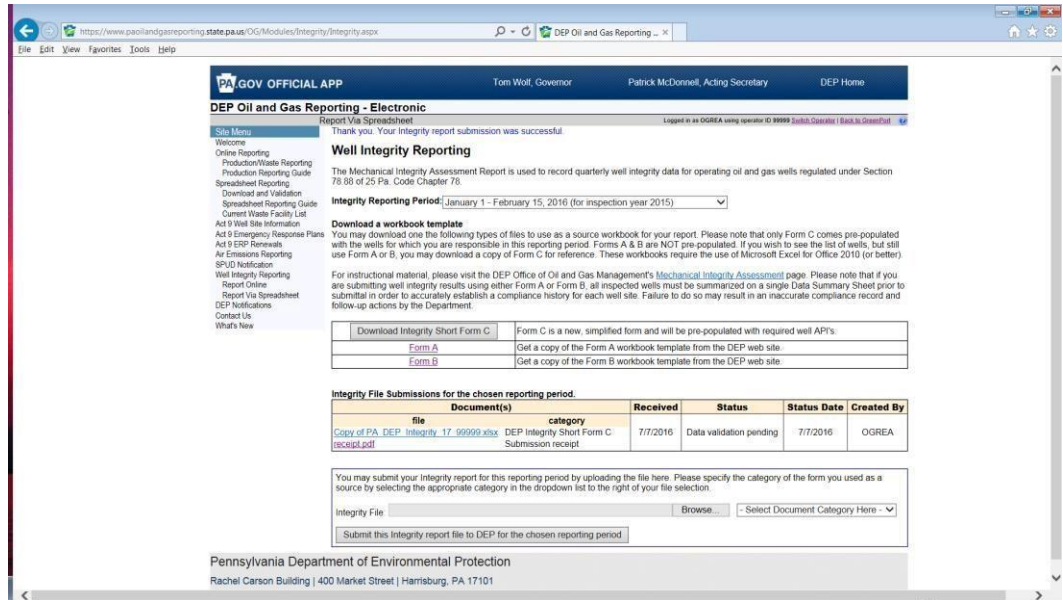 https://www.paoilandgasreporting.state.pa.us/OG/Modules/Integrity/Integrity.aspx
DEP Oil and Gas Reporting ...
File Edit View Favorites Tools Help
PA.GOV OFFICIAL APP Tom Wolf, Governor Patrick McDonnell, Acting Secretary DEP Home
DEP Oil and Gas Reporting - Electronic
Report Via Spreadsheet Logged in as OGREA using operator ID 99999 Switch Operator | Back to GreenPort
Site Menu
Welcome
Online Reporting
Production/Waste Reporting
Production Reporting Guide
Spreadsheet Reporting
Download and Validation
Spreadsheet Reporting Guide
Current Waste Facility List
Act 9 Well Site Information
Act 9 Emergency Response Plans
Act 9 ERP Renewals
Air Emissions Reporting
SPUD Notification
Well Integrity Reporting
Report Online
Report Via Spreadsheet
DEP Notifications
Contact Us
What's New
Thank you. Your Integrity report submission was successful.
Well Integrity Reporting
The Mechanical Integrity Assessment Report is used to record quarterly well integrity data for operating oil and gas wells regulated under Section
78.88 of 25 Pa. Code Chapter 78.
Integrity Reporting Period: January 1 - February 15, 2016 (for inspection year 2015)
Download a workbook template
You may download one the following types of files to use as a source workbook for your report. Please note that only Form C comes pre-populated
with the wells for which you are responsible in this reporting period. Forms A & B are NOT pre-populated. If you wish to see the list of wells, but still
use Form A or B, you may download a copy of Form C for reference. These workbooks require the use of Microsoft Excel for Office 2010 (or better)
For instructional material, please visit the DEP Office of Oil and Gas Management's Mechanical Integrity Assessment page. Please note that if you
are submitting well integrity results using either Form A or Form B, all inspected wells must be summarized on a single Data Summary Sheet prior to
submittal in order to accurately establish a compliance history for each well site. Failure to do so may result in an inaccurate compliance record and
follow-up actions by the Department.
Download Integrity Short Form C Form C is a new, simplified form and will be pre-populated with required well API's.
Form A Get a copy of the Form A workbook template from the DEP web site.
Form B Get a copy of the Form B workbook template from the DEP web site.
Integrity File Submissions for the chosen reporting period.
Document(s) Received Status Status Date Created By
file category
Copy of PA DEP Integrity 17 99999.xlsx DEP Integrity Short Form C 7/7/2016 Data validation pending 7/7/2016 OGREA
receipt.pdf Submission receipt
You may submit your Integrity report for this reporting period by uploading the file here. Please specify the category of the form you used as a
source by selecting the appropriate category in the dropdown list to the right of your file selection.
Integrity File Browse... - Select Document Category Here -
Submit this Integrity report file to DEP for the chosen reporting period
Pennsylvania Department of Environmental Protection
Rachel Carson Building | 400 Market Street | Harrisburg, PA 17101